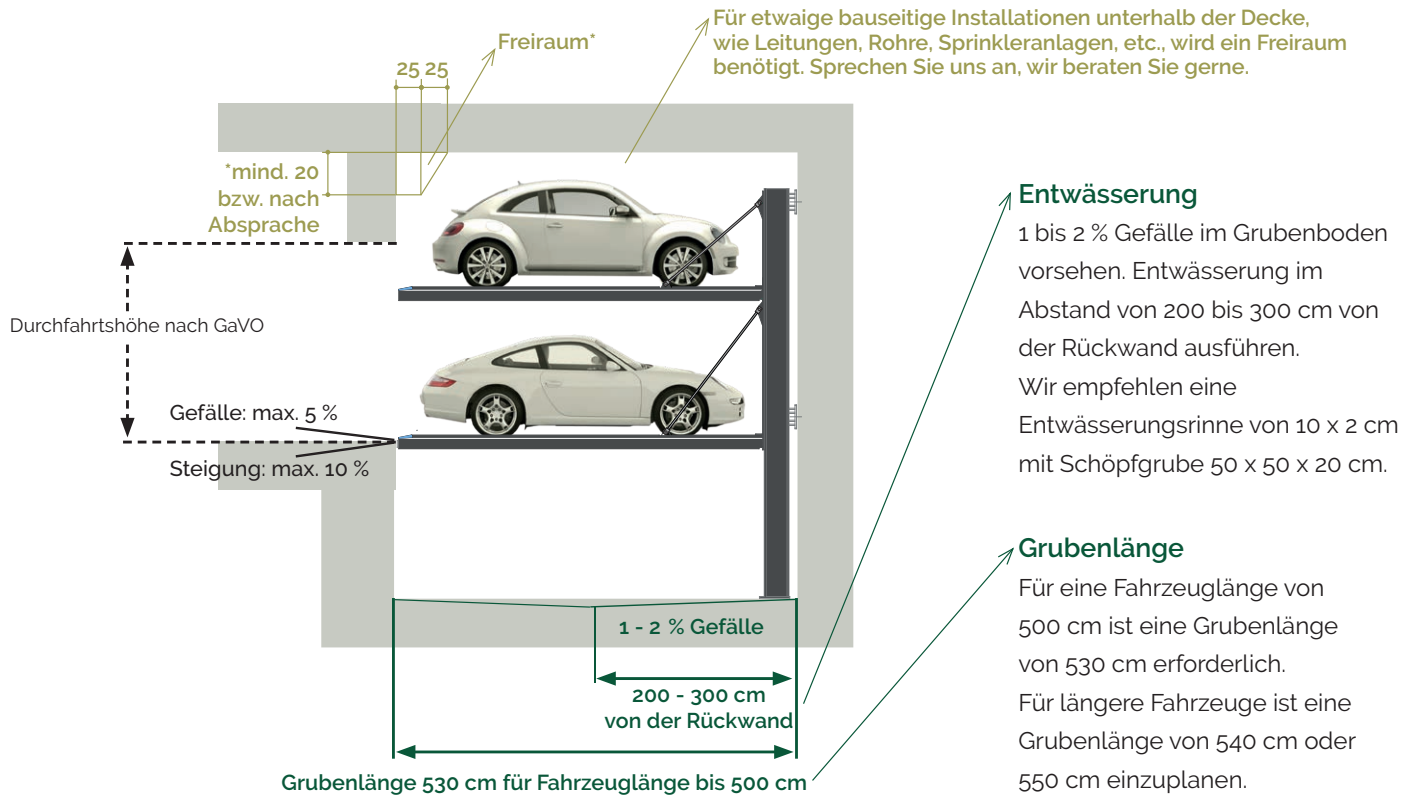 Für etwaige bauseitige Installationen unterhalb der Decke,
wie Leitungen, Rohre, Sprinkleranlagen, etc., wird ein Freiraum
benötigt. Sprechen Sie uns an, wir beraten Sie gerne.
Freiraum*
25 25
*mind. 20
bzw. nach
Absprache
Durchfahrtshöhe nach GaVO
Gefälle: max. 5 %
Steigung: max. 10 %
1 - 2 % Gefälle
200 - 300 cm
von der Rückwand
Grubenlänge 530 cm für Fahrzeuglänge bis 500 cm
Entwässerung
1 bis 2 % Gefälle im Grubenboden
vorsehen. Entwässerung im
Abstand von 200 bis 300 cm von
der Rückwand ausführen.
Wir empfehlen eine
Entwässerungsrinne von 10 x 2 cm
mit Schöpfgrube 50 x 50 x 20 cm.
Grubenlänge
Für eine Fahrzeuglänge von
500 cm ist eine Grubenlänge
von 530 cm erforderlich.
Für längere Fahrzeuge ist eine
Grubenlänge von 540 cm oder
550 cm einzuplanen.